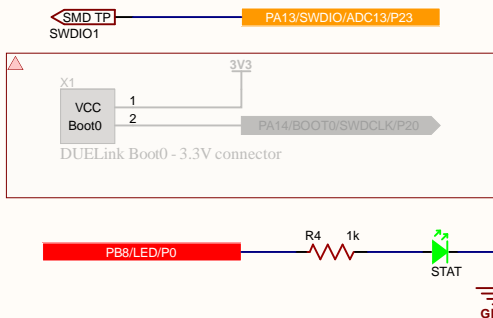 SMD TP
PA13/SWDIO/ADC13/P23
SWDIO1
3V3
X1
VCC
1
Boot0
2
PA14/BOOT0/SWDCLK/P20
DUELink Boot0 - 3.3V connector
R4
1k
PB8/LED/P0
STAT